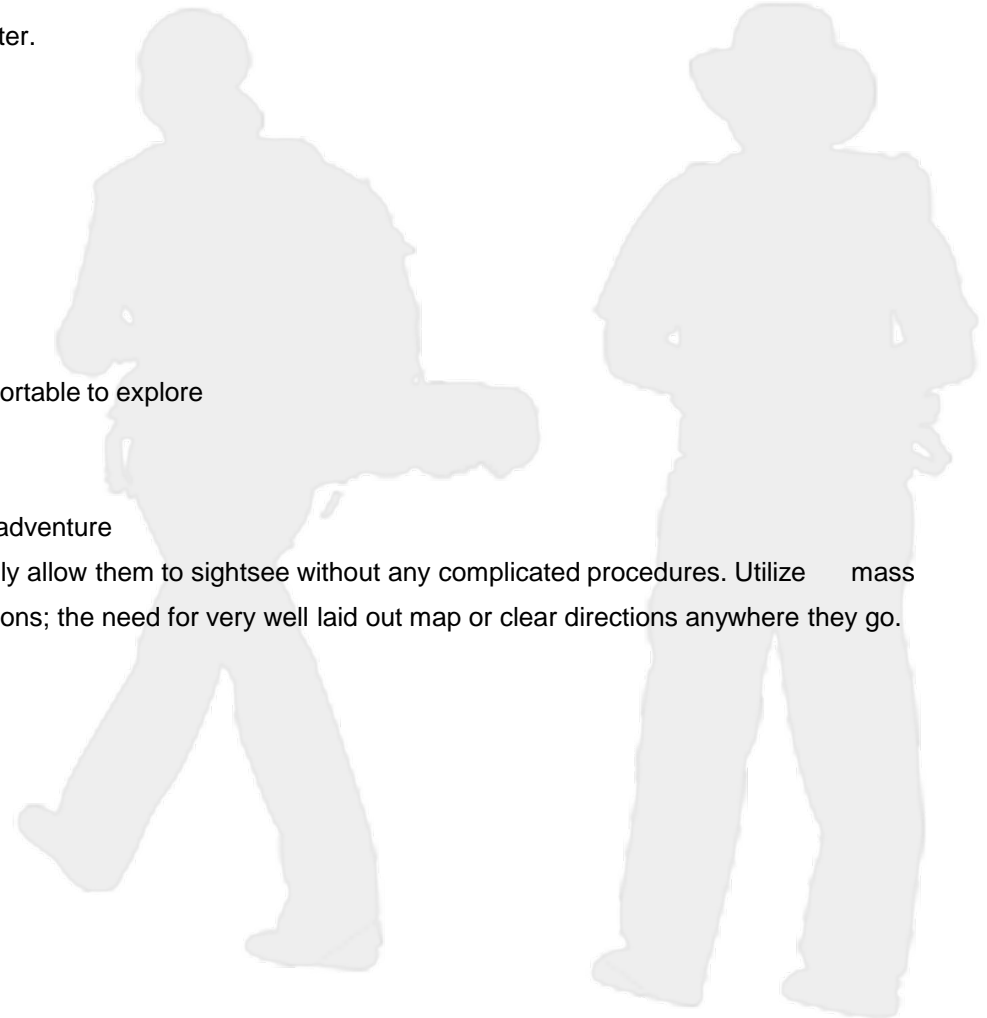 ter.
ortable to explore
adventure
ly allow them to sightsee without any complicated procedures. Utilize mass
ons; the need for very well laid out map or clear directions anywhere they go.